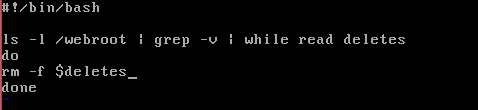 #!/bin/bash
ls -l /webroot | grep -v | while read deletes
do
rm -f $deletes_
done
~